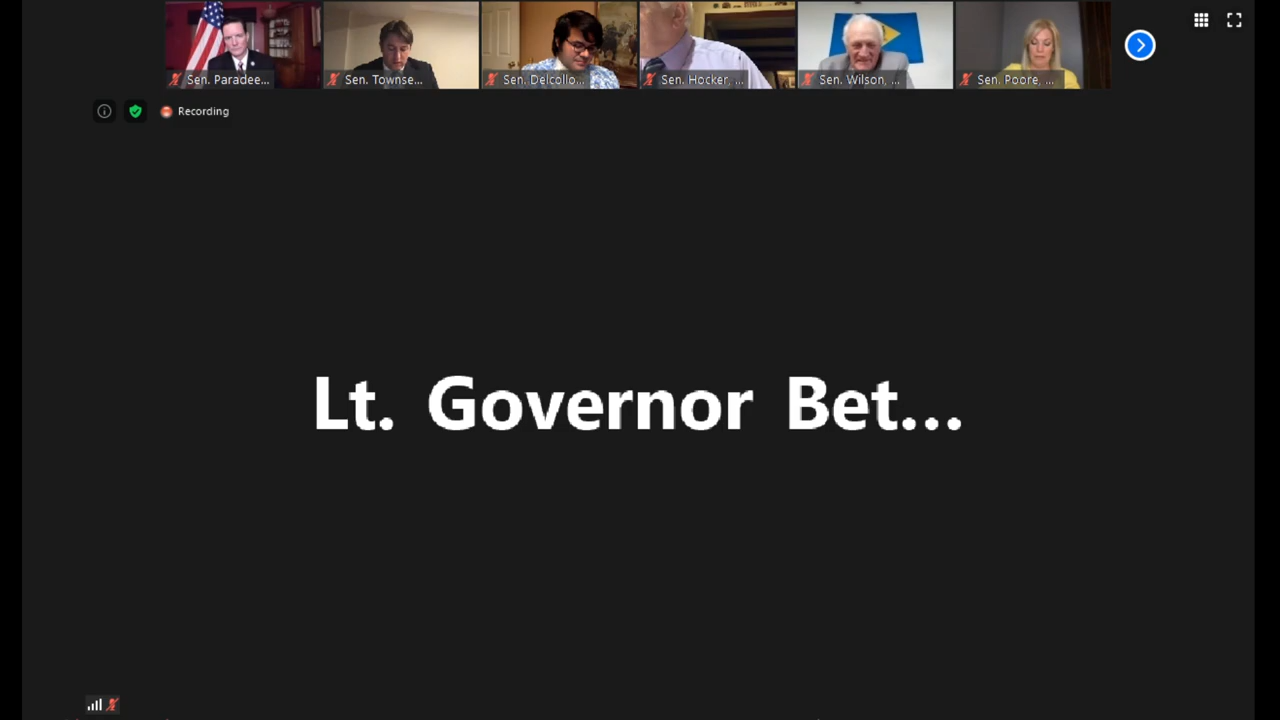 Sen. Paradee...
Sen. Townse...
Sen. Delcollo...
Sen. Hocker, ...
Sen. Wilson, ...
Sen. Poore, ...
Recording
Lt. Governor Bet...